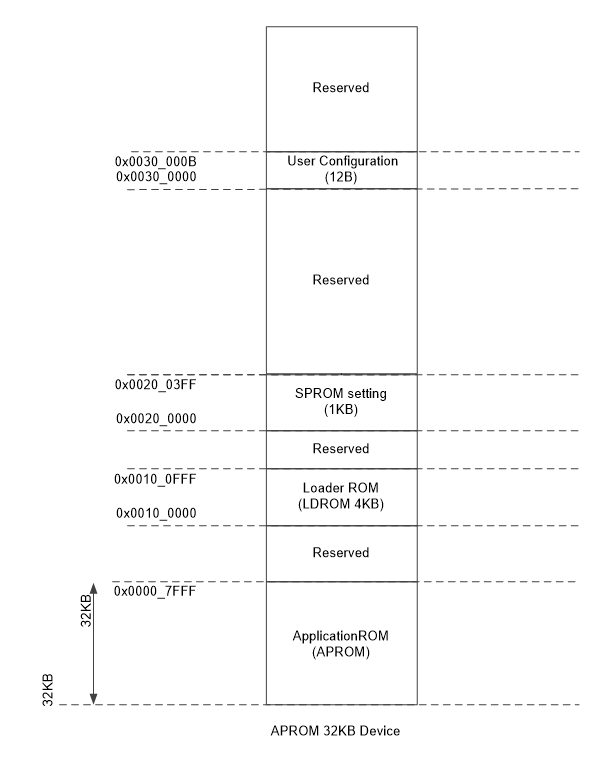 Reserved
0x0030_000B
0x0030_0000
User Configuration
(12B)
Reserved
0x0020_03FF
0x0020_0000
SPROM setting
(1KB)
Reserved
0x0010_0FFF
0x0010_0000
Loader ROM
(LDROM 4KB)
Reserved
0x0000_7FFF
32KB
ApplicationROM
(APROM)
32KB
APROM 32KB Device